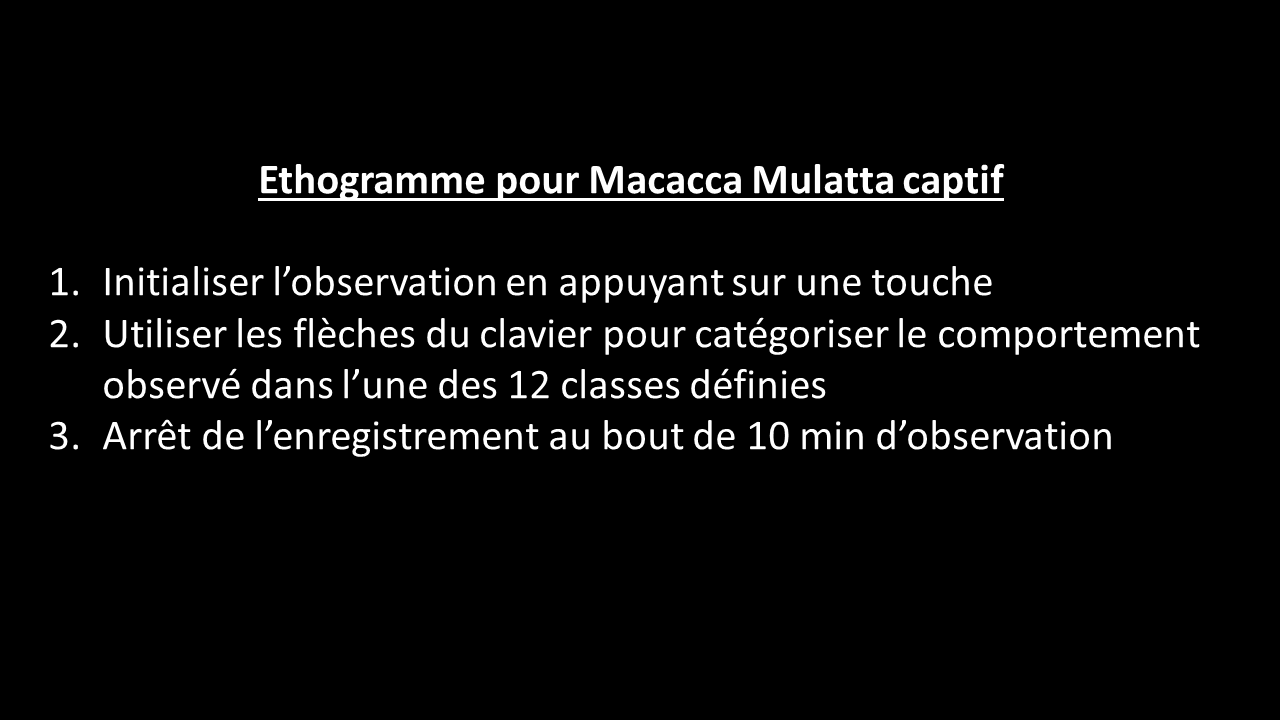 Ethogramme pour Macacca Mulatta captif
1. Initialiser l’observation en appuyant sur une touche
2. Utiliser les flèches du clavier pour catégoriser le comportement
observé dans l’une des 12 classes définies
3. Arrêt de l’enregistrement au bout de 10 min d’observation